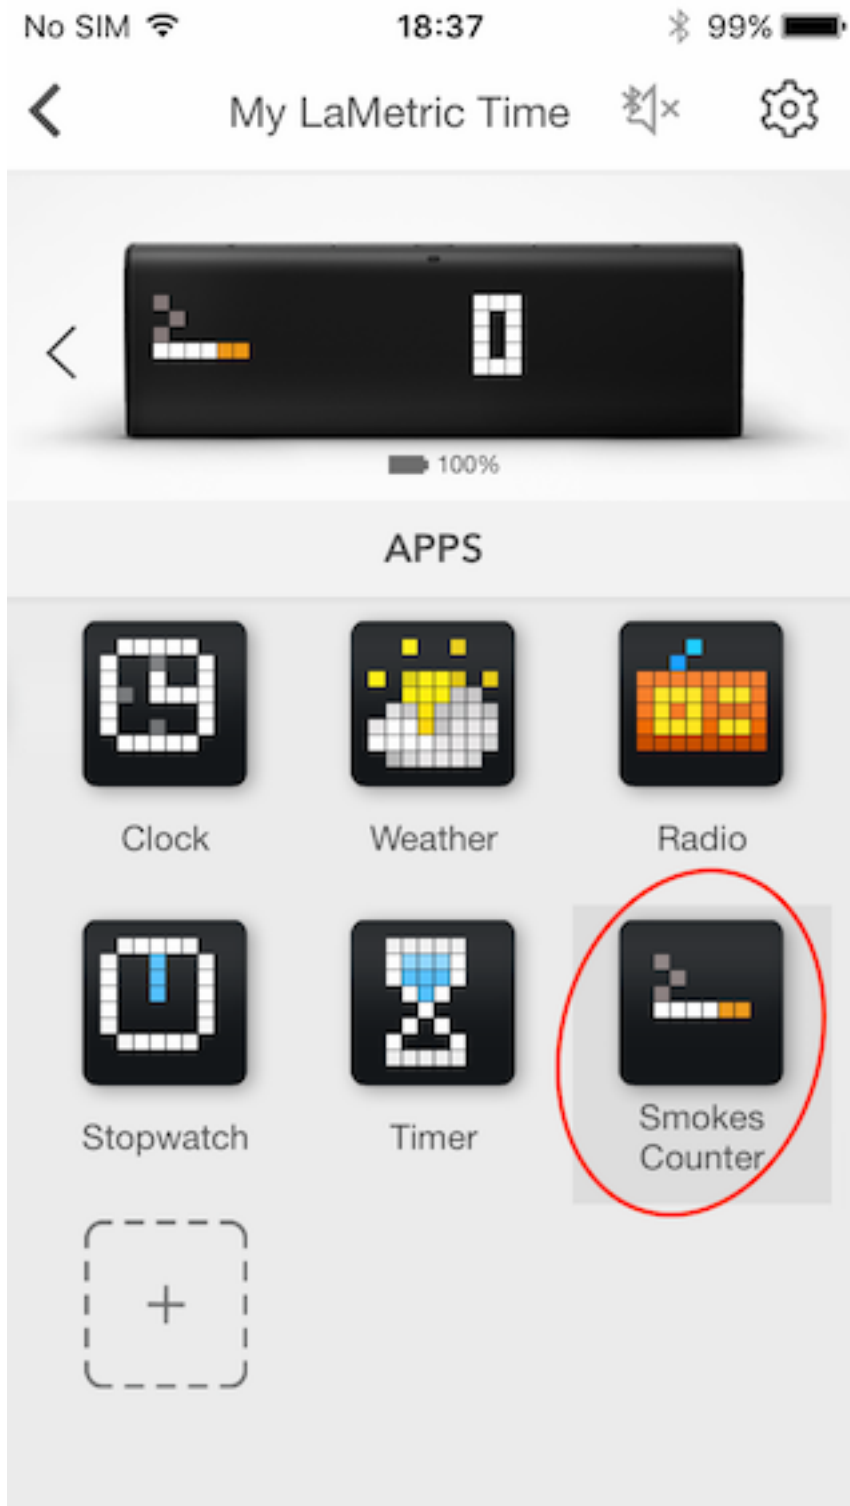 No SIM 18:37 99%
My LaMetric Time
0
100%
APPS
Clock Weather Radio
Stopwatch Timer Smokes
Counter
+